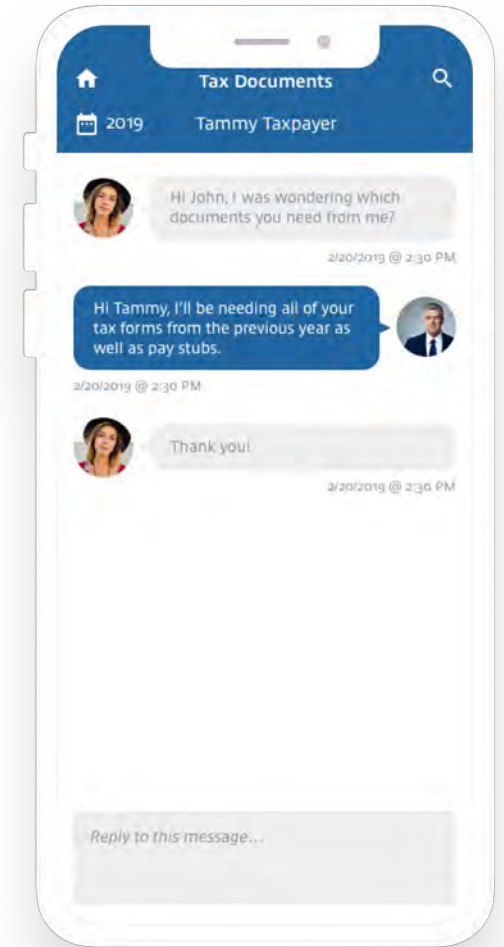 Tax Documents
2019 Tammy Taxpayer
Hi John, I was wondering which
documents you need from me?
2/20/2019 @ 2:30 PM
Hi Tammy, I'll be needing all of your
tax forms from the previous year as
well as pay stubs.
2/20/2019 @ 2:30 PM
Thank you!
2/20/2019 @ 2:30 PM
Reply to this message...